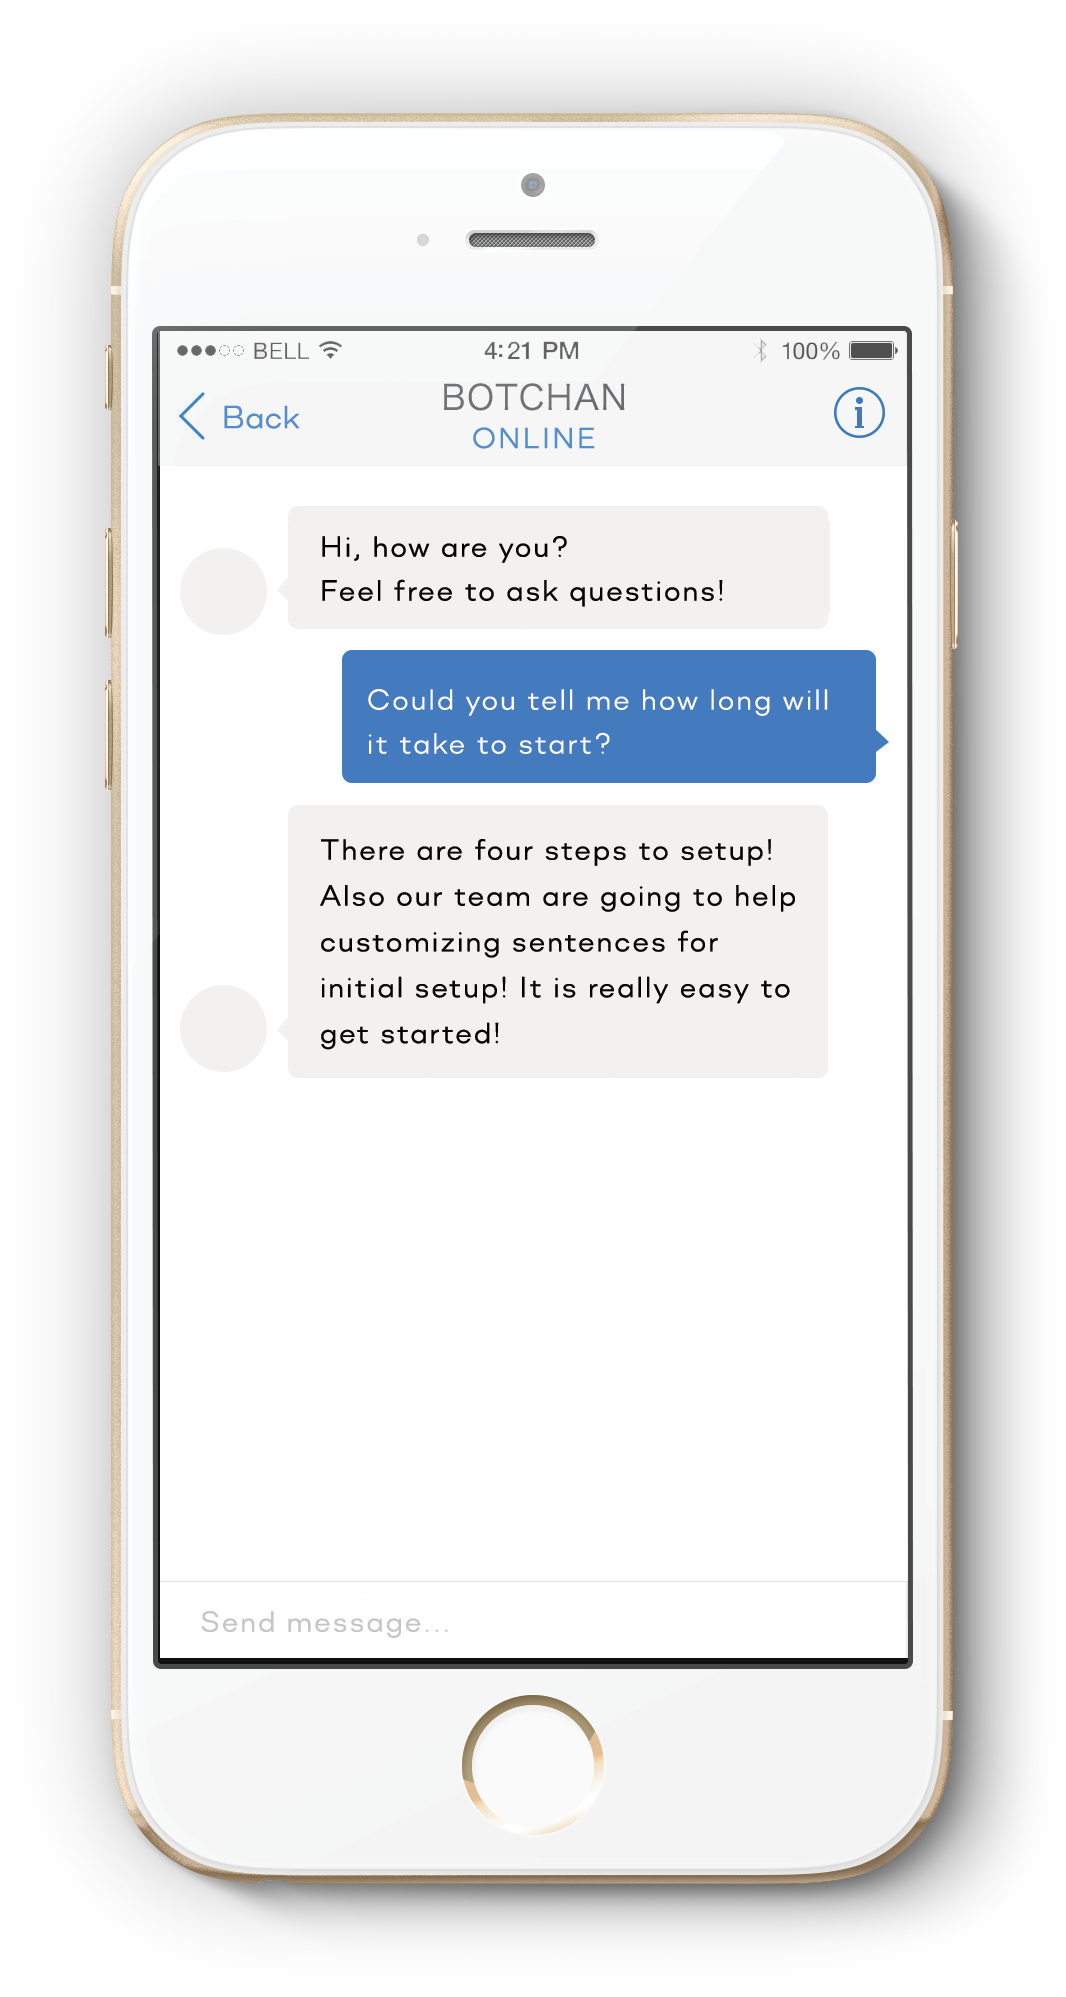 BELL 4:21 PM 100%
Back
BOTCHAN
ONLINE
Hi, how are you?
Feel free to ask questions!
Could you tell me how long will
it take to start?
There are four steps to setup!
Also our team are going to help
customizing sentences for
initial setup! It is really easy to
get started!
Send message...